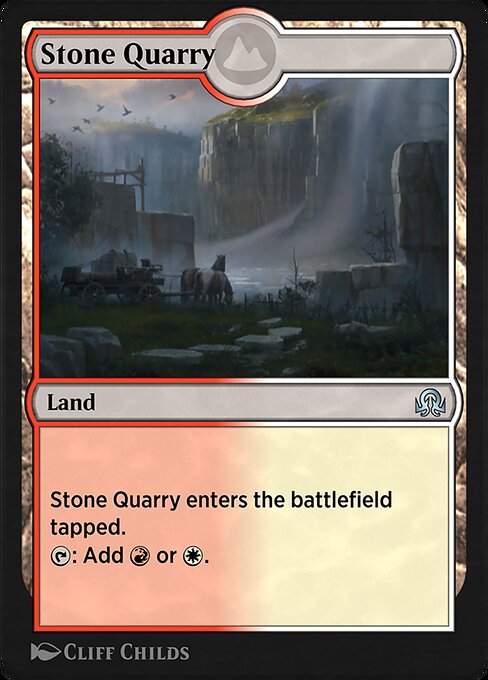 Stone Quarry
Land
Stone Quarry enters the battlefield
tapped.
: Add or .
CLIFF CHILDS